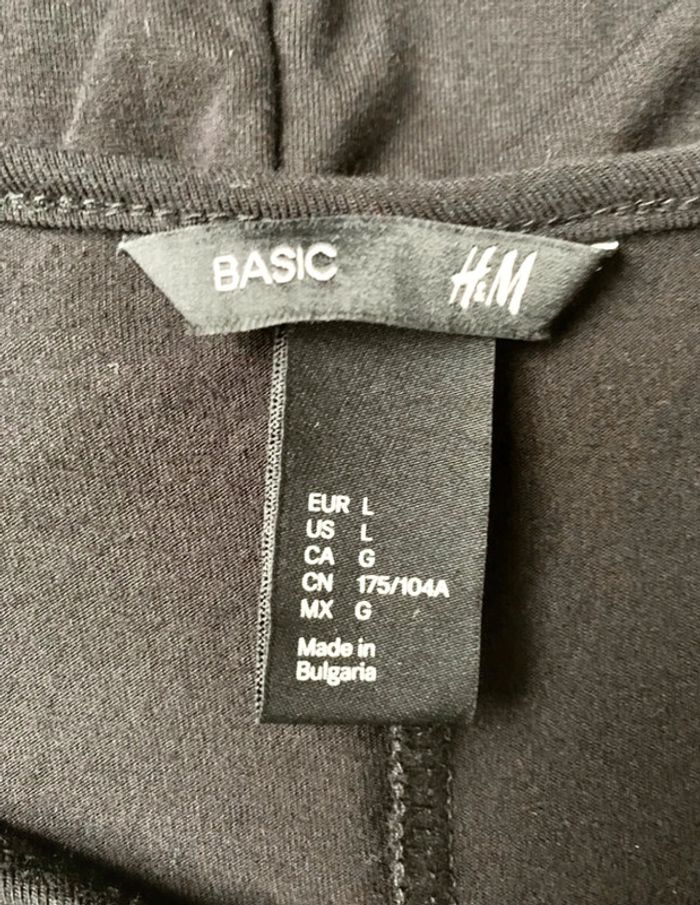 BASIC H&M
EUR L
US L
CA G
CN 175/104A
MX G
Made in
Bulgaria